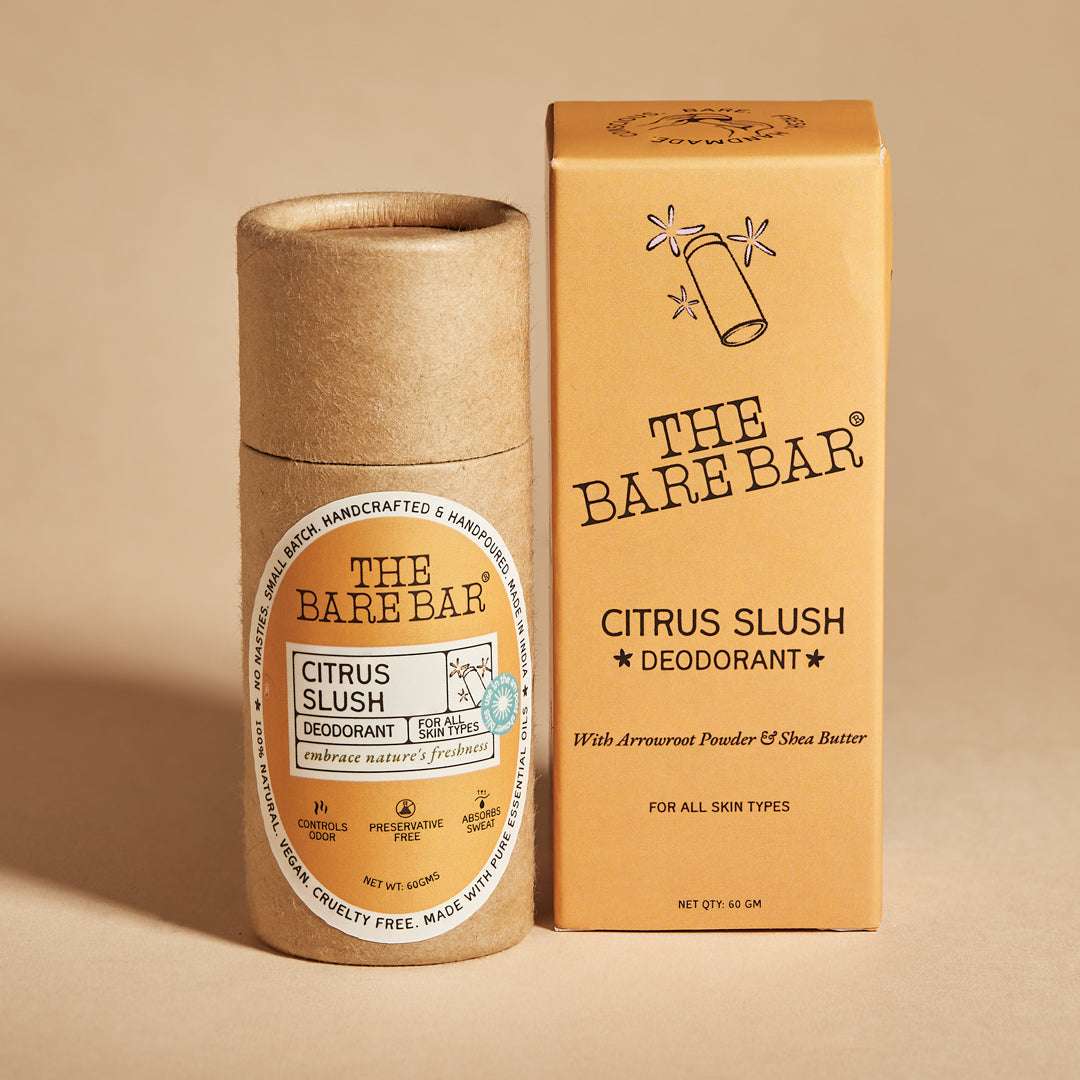 THE
BARE BAR®
CITRUS
SLUSH
DEODORANT
FOR ALL
SKIN TYPES
embrace nature's freshness
CONTROLS
ODOR
PRESERVATIVE
FREE
ABSORBS
SWEAT
NET WT: 60GMS
★ NO NASTIES. SMALL BATCH. HANDCRAFTED & HANDPOURED. MADE IN INDIA ★
100% NATURAL. VEGAN. CRUELTY FREE. MADE WITH PURE ESSENTIAL OILS
BARE. FRESH. HANDMADE. CONSCIOUS.
THE
BARE BAR®
CITRUS SLUSH
★ DEODORANT ★
With Arrowroot Powder & Shea Butter
FOR ALL SKIN TYPES
NET QTY: 60 GM